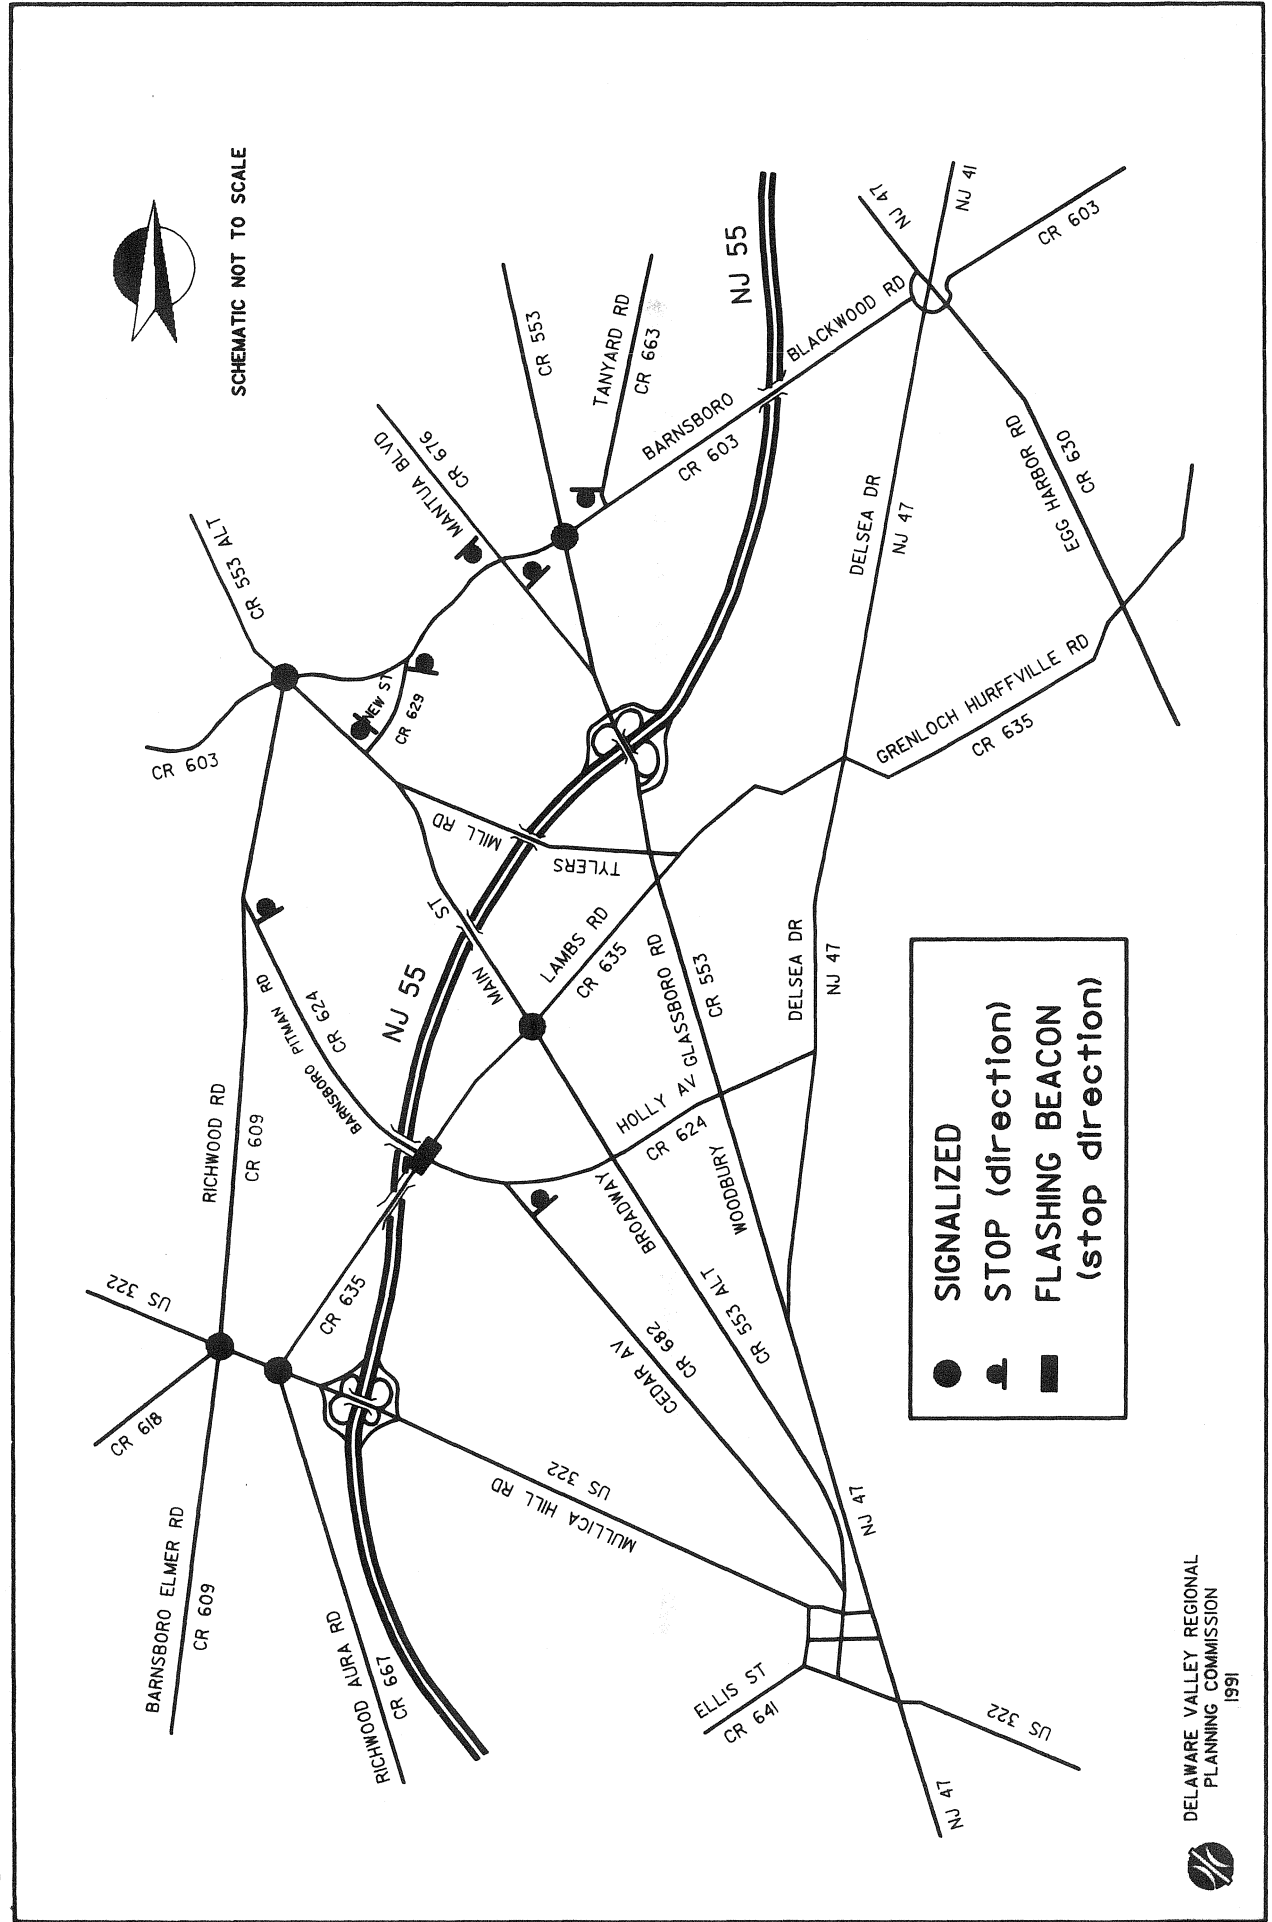 SCHEMATIC NOT TO SCALE
NJ 55
NJ 47
NJ 41
CR 603
BARNSBORO
BLACKWOOD RD
CR 603
CR 553
TANYARD RD
CR 663
MANTUA BLVD
CR 676
CR 553 ALT
CR 603
NEW ST
CR 629
DELSEA DR
NJ 47
EGG HARBOR RD
CR 630
GRENLOCH HURFFVILLE RD
CR 635
TYLERS
MILL RD
MAIN
ST
NJ 55
LAMBS RD
CR 635
BARNSBORO PITMAN RD
CR 624
RICHWOOD RD
CR 609
WOODBURY
GLASSBORO RD
CR 553
DELSEA DR
NJ 47
HOLLY AV
CR 624
BROADWAY
CR 553 ALT
CEDAR AV
CR 682
US 322
CR 618
CR 635
BARNSBORO ELMER RD
CR 609
RICHWOOD AURA RD
CR 667
MULLICA HILL RD
US 322
NJ 47
ELLIS ST
CR 641
US 322
NJ 47
SIGNALIZED
STOP (direction)
FLASHING BEACON
(stop direction)
DELAWARE VALLEY REGIONAL
PLANNING COMMISSION
1991